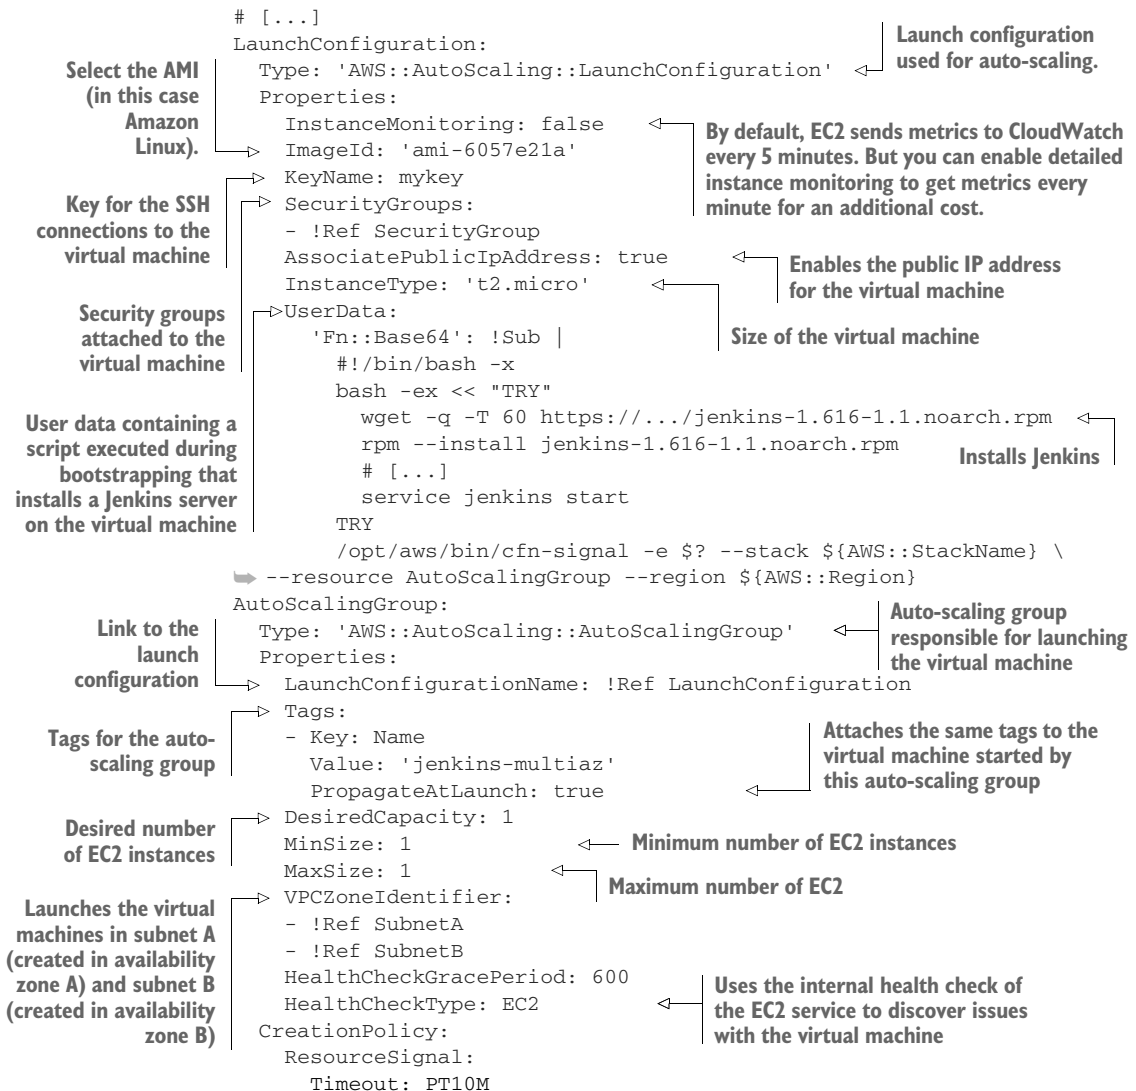 # [...]
LaunchConfiguration:
Launch configuration
used for auto-scaling.
Type: 'AWS::AutoScaling::LaunchConfiguration'
Select the AMI
(in this case
Amazon
Linux).
Properties:
InstanceMonitoring: false
By default, EC2 sends metrics to CloudWatch
every 5 minutes. But you can enable detailed
instance monitoring to get metrics every
minute for an additional cost.
ImageId: 'ami-6057e21a'
KeyName: mykey
Key for the SSH
connections to the
virtual machine
SecurityGroups:
- !Ref SecurityGroup
AssociatePublicIpAddress: true
Enables the public IP address
for the virtual machine
InstanceType: 't2.micro'
Size of the virtual machine
Security groups
attached to the
virtual machine
UserData:
'Fn::Base64': !Sub |
#!/bin/bash -x
bash -ex << "TRY"
wget -q -T 60 https://.../jenkins-1.616-1.1.noarch.rpm
Installs Jenkins
User data containing a
script executed during
bootstrapping that
installs a Jenkins server
on the virtual machine
rpm --install jenkins-1.616-1.1.noarch.rpm
# [...]
service jenkins start
TRY
/opt/aws/bin/cfn-signal -e $? --stack ${AWS::StackName} \
➥ --resource AutoScalingGroup --region ${AWS::Region}
AutoScalingGroup:
Type: 'AWS::AutoScaling::AutoScalingGroup'
Auto-scaling group
responsible for launching
the virtual machine
Link to the
launch
configuration
Properties:
LaunchConfigurationName: !Ref LaunchConfiguration
Tags:
Tags for the auto-
scaling group
- Key: Name
Value: 'jenkins-multiaz'
PropagateAtLaunch: true
Attaches the same tags to the
virtual machine started by
this auto-scaling group
Desired number
of EC2 instances
DesiredCapacity: 1
MinSize: 1
Minimum number of EC2 instances
MaxSize: 1
Maximum number of EC2
VPCZoneIdentifier:
Launches the virtual
machines in subnet A
(created in availability
zone A) and subnet B
(created in availability
zone B)
- !Ref SubnetA
- !Ref SubnetB
HealthCheckGracePeriod: 600
HealthCheckType: EC2
Uses the internal health check of
the EC2 service to discover issues
with the virtual machine
CreationPolicy:
ResourceSignal:
Timeout: PT10M